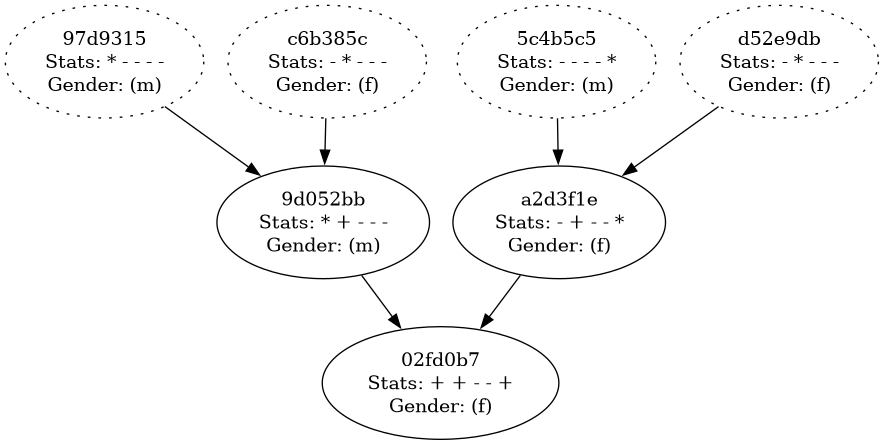 97d9315
Stats: * - - - -
Gender: (m)
c6b385c
Stats: - * - - -
Gender: (f)
5c4b5c5
Stats: - - - - *
Gender: (m)
d52e9db
Stats: - * - - -
Gender: (f)
9d052bb
Stats: * + - - -
Gender: (m)
a2d3f1e
Stats: - + - - *
Gender: (f)
02fd0b7
Stats: + + - - +
Gender: (f)